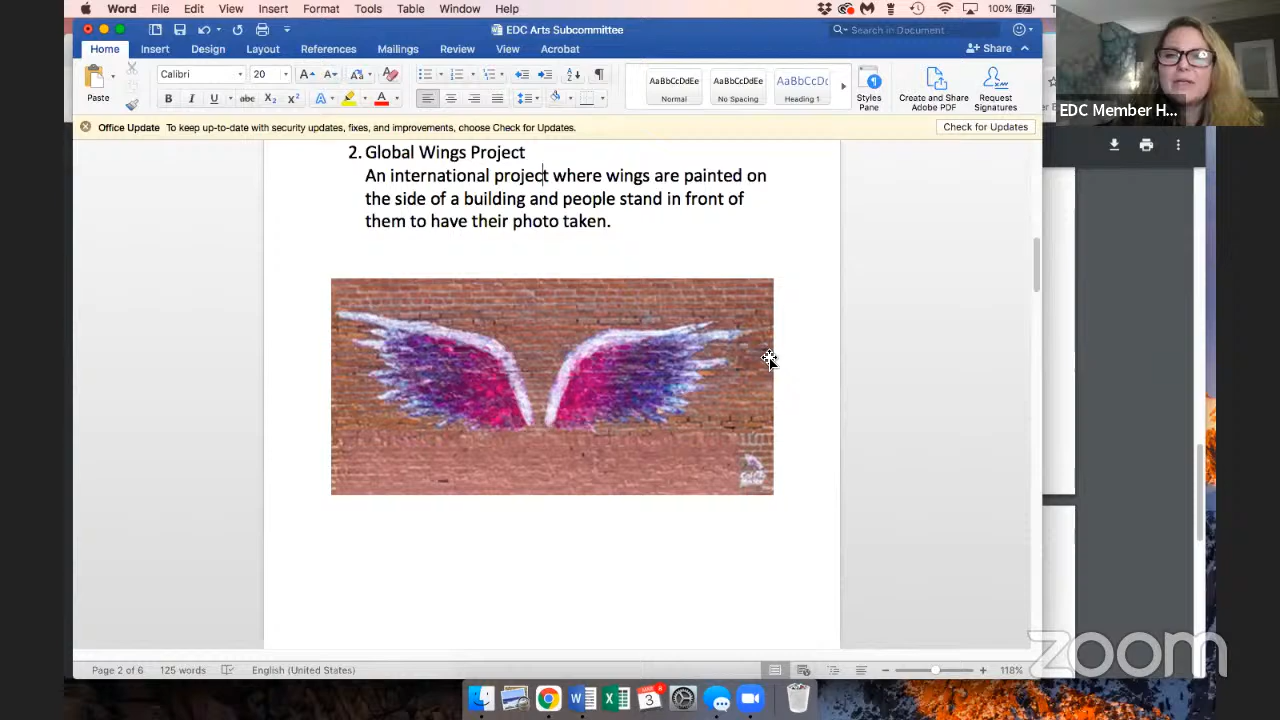 Word File Edit View Insert Format Tools Table Window Help 100%
EDC Arts Subcommittee
Search in Document
Home Insert Design Layout References Mailings Review View Acrobat
Share
Paste
Calibri 20
AaBbCcDdEe AaBbCcDdEe AaBbCcDc
Normal No Spacing Heading 1
Styles Pane
Create and Share Adobe PDF
Request Signatures
EDC Member H...
Office Update To keep up-to-date with security updates, fixes, and improvements, choose Check for Updates.
Check for Updates
2. Global Wings Project
An international project where wings are painted on
the side of a building and people stand in front of
them to have their photo taken.
Page 2 of 6 125 words English (United States) 118%
zoom